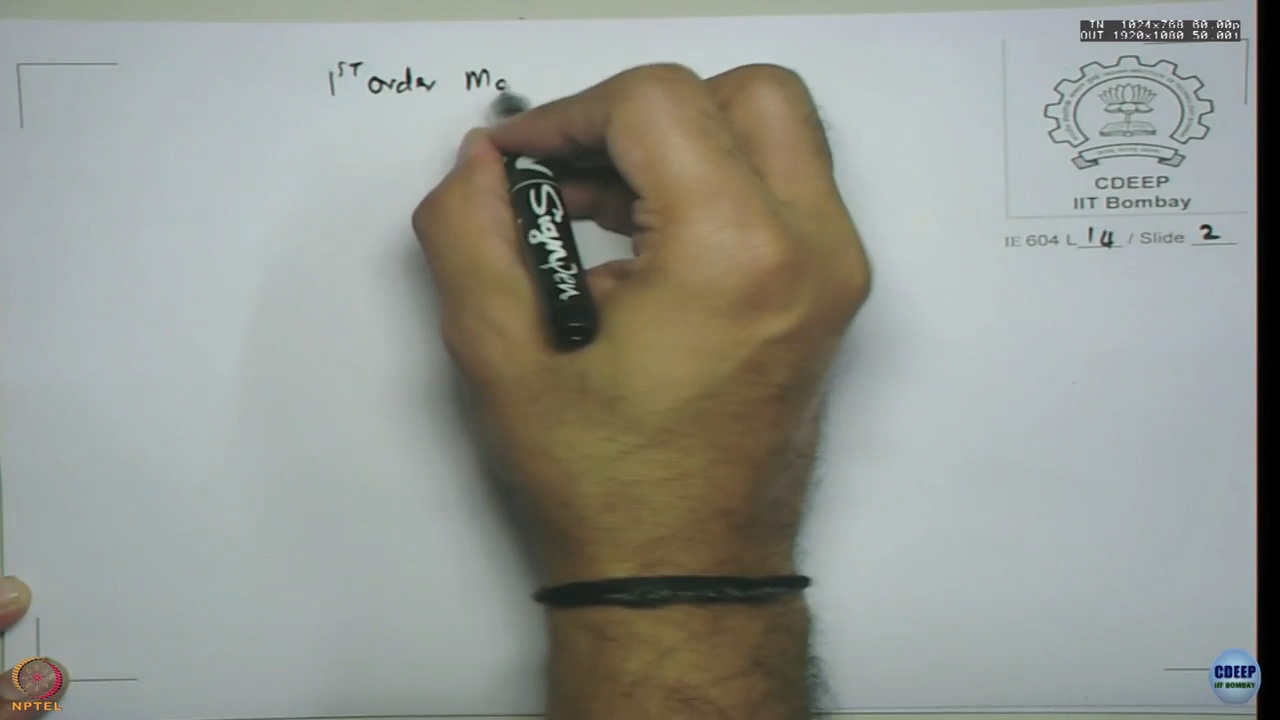 IN 1024x768 60.00p
OUT 1920x1080 50.00i
1ST order Mo
CDEEP
IIT Bombay
IE 604 L 14 / Slide 2
Signpen
NPTEL
CDEEP
IIT BOMBAY